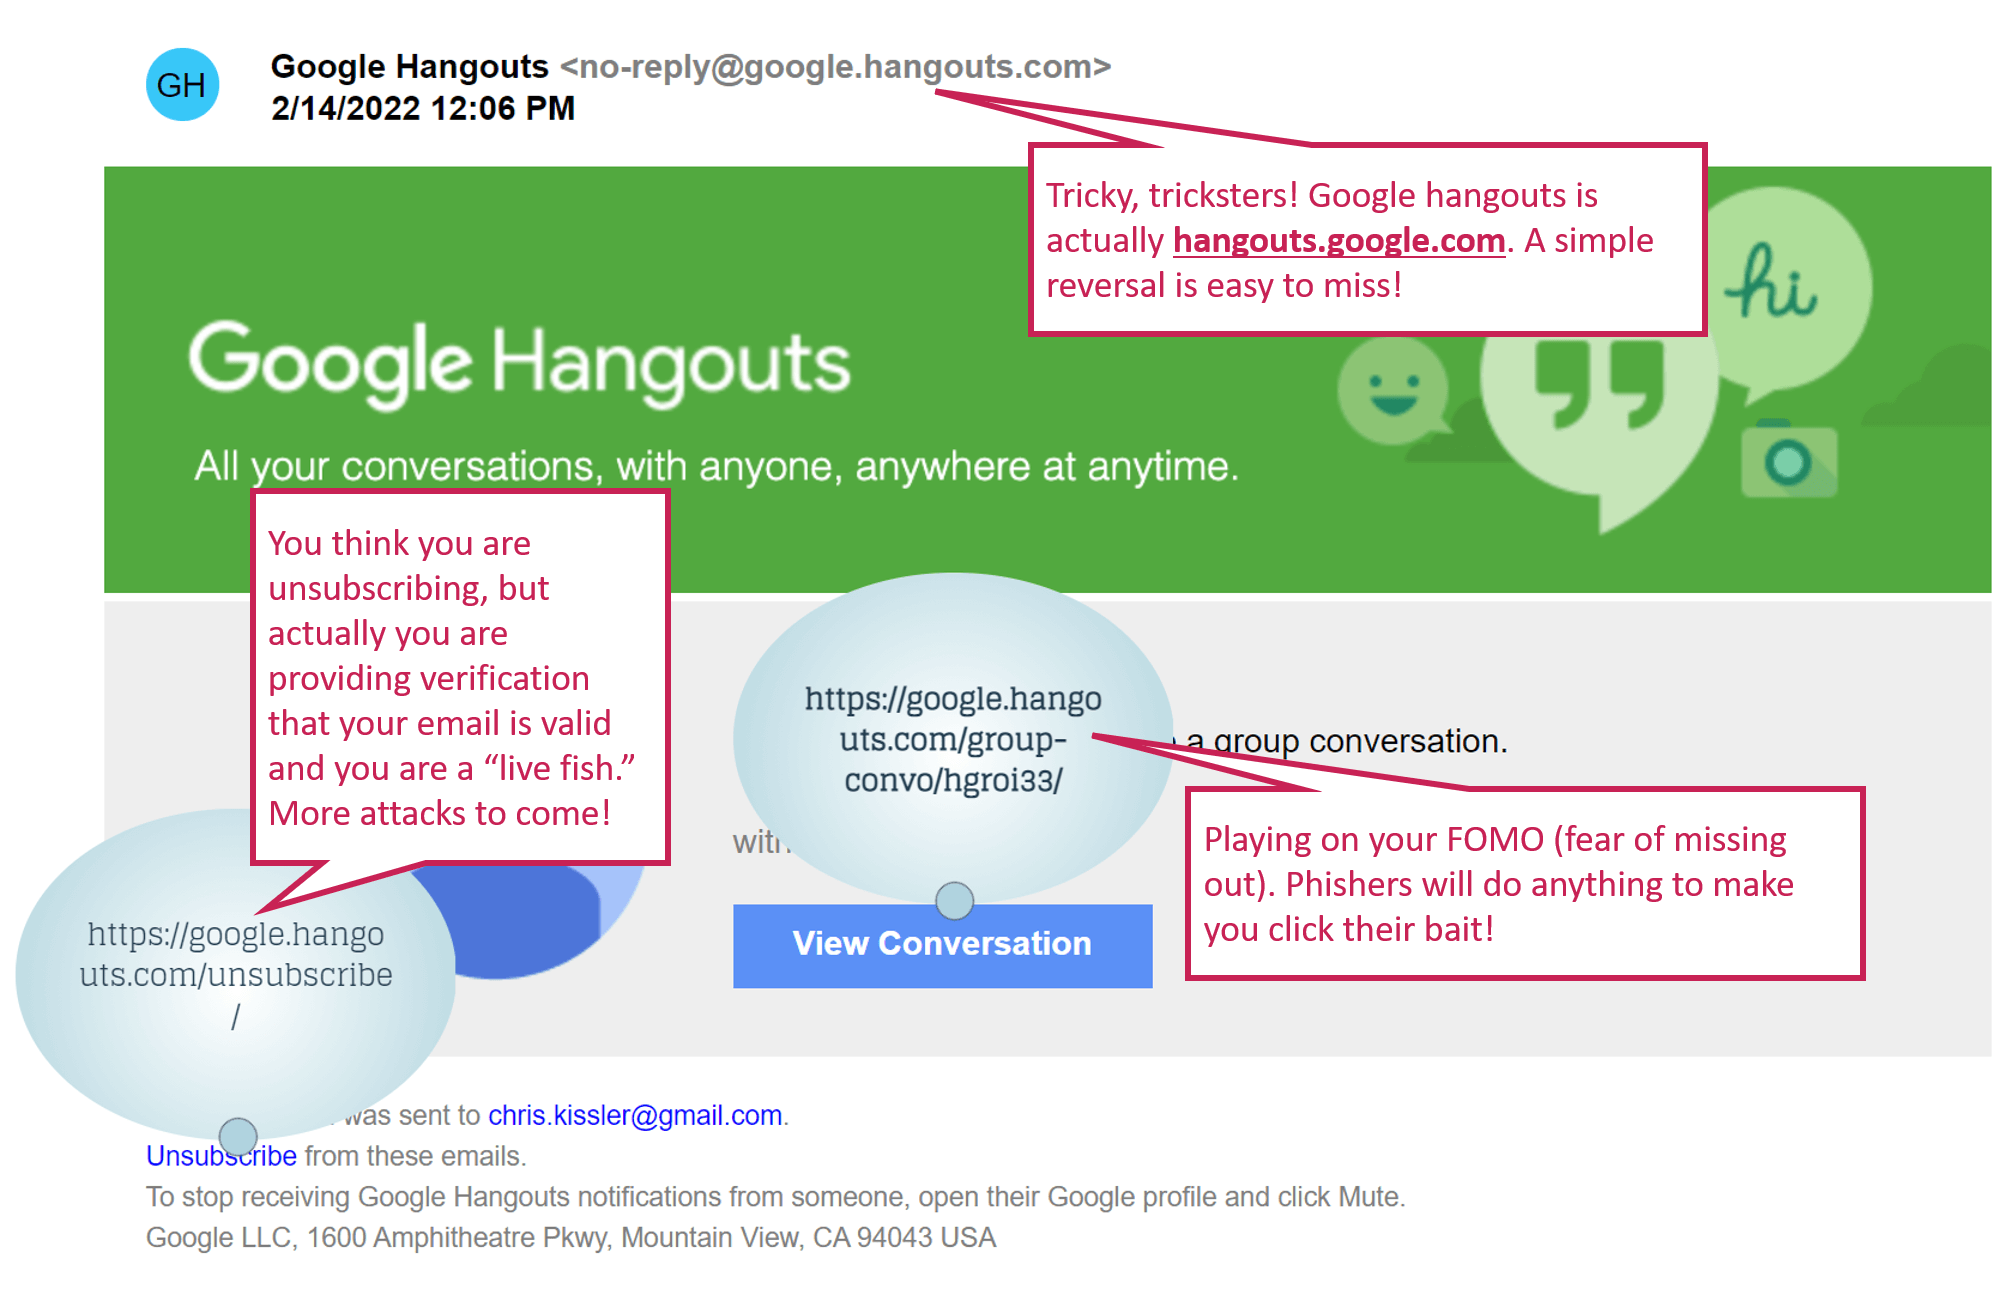 GH
Google Hangouts <no-reply@google.hangouts.com>
2/14/2022 12:06 PM
Tricky, tricksters! Google hangouts is
actually hangouts.google.com. A simple
reversal is easy to miss!
hi
Google Hangouts
All your conversations, with anyone, anywhere at anytime.
You think you are
unsubscribing, but
actually you are
providing verification
that your email is valid
and you are a “live fish.”
More attacks to come!
https://google.hango
uts.com/group-
convo/hgroi33/
a group conversation.
Playing on your FOMO (fear of missing
out). Phishers will do anything to make
you click their bait!
View Conversation
https://google.hango
uts.com/unsubscribe
/
was sent to chris.kissler@gmail.com.
Unsubscribe from these emails.
To stop receiving Google Hangouts notifications from someone, open their Google profile and click Mute.
Google LLC, 1600 Amphitheatre Pkwy, Mountain View, CA 94043 USA